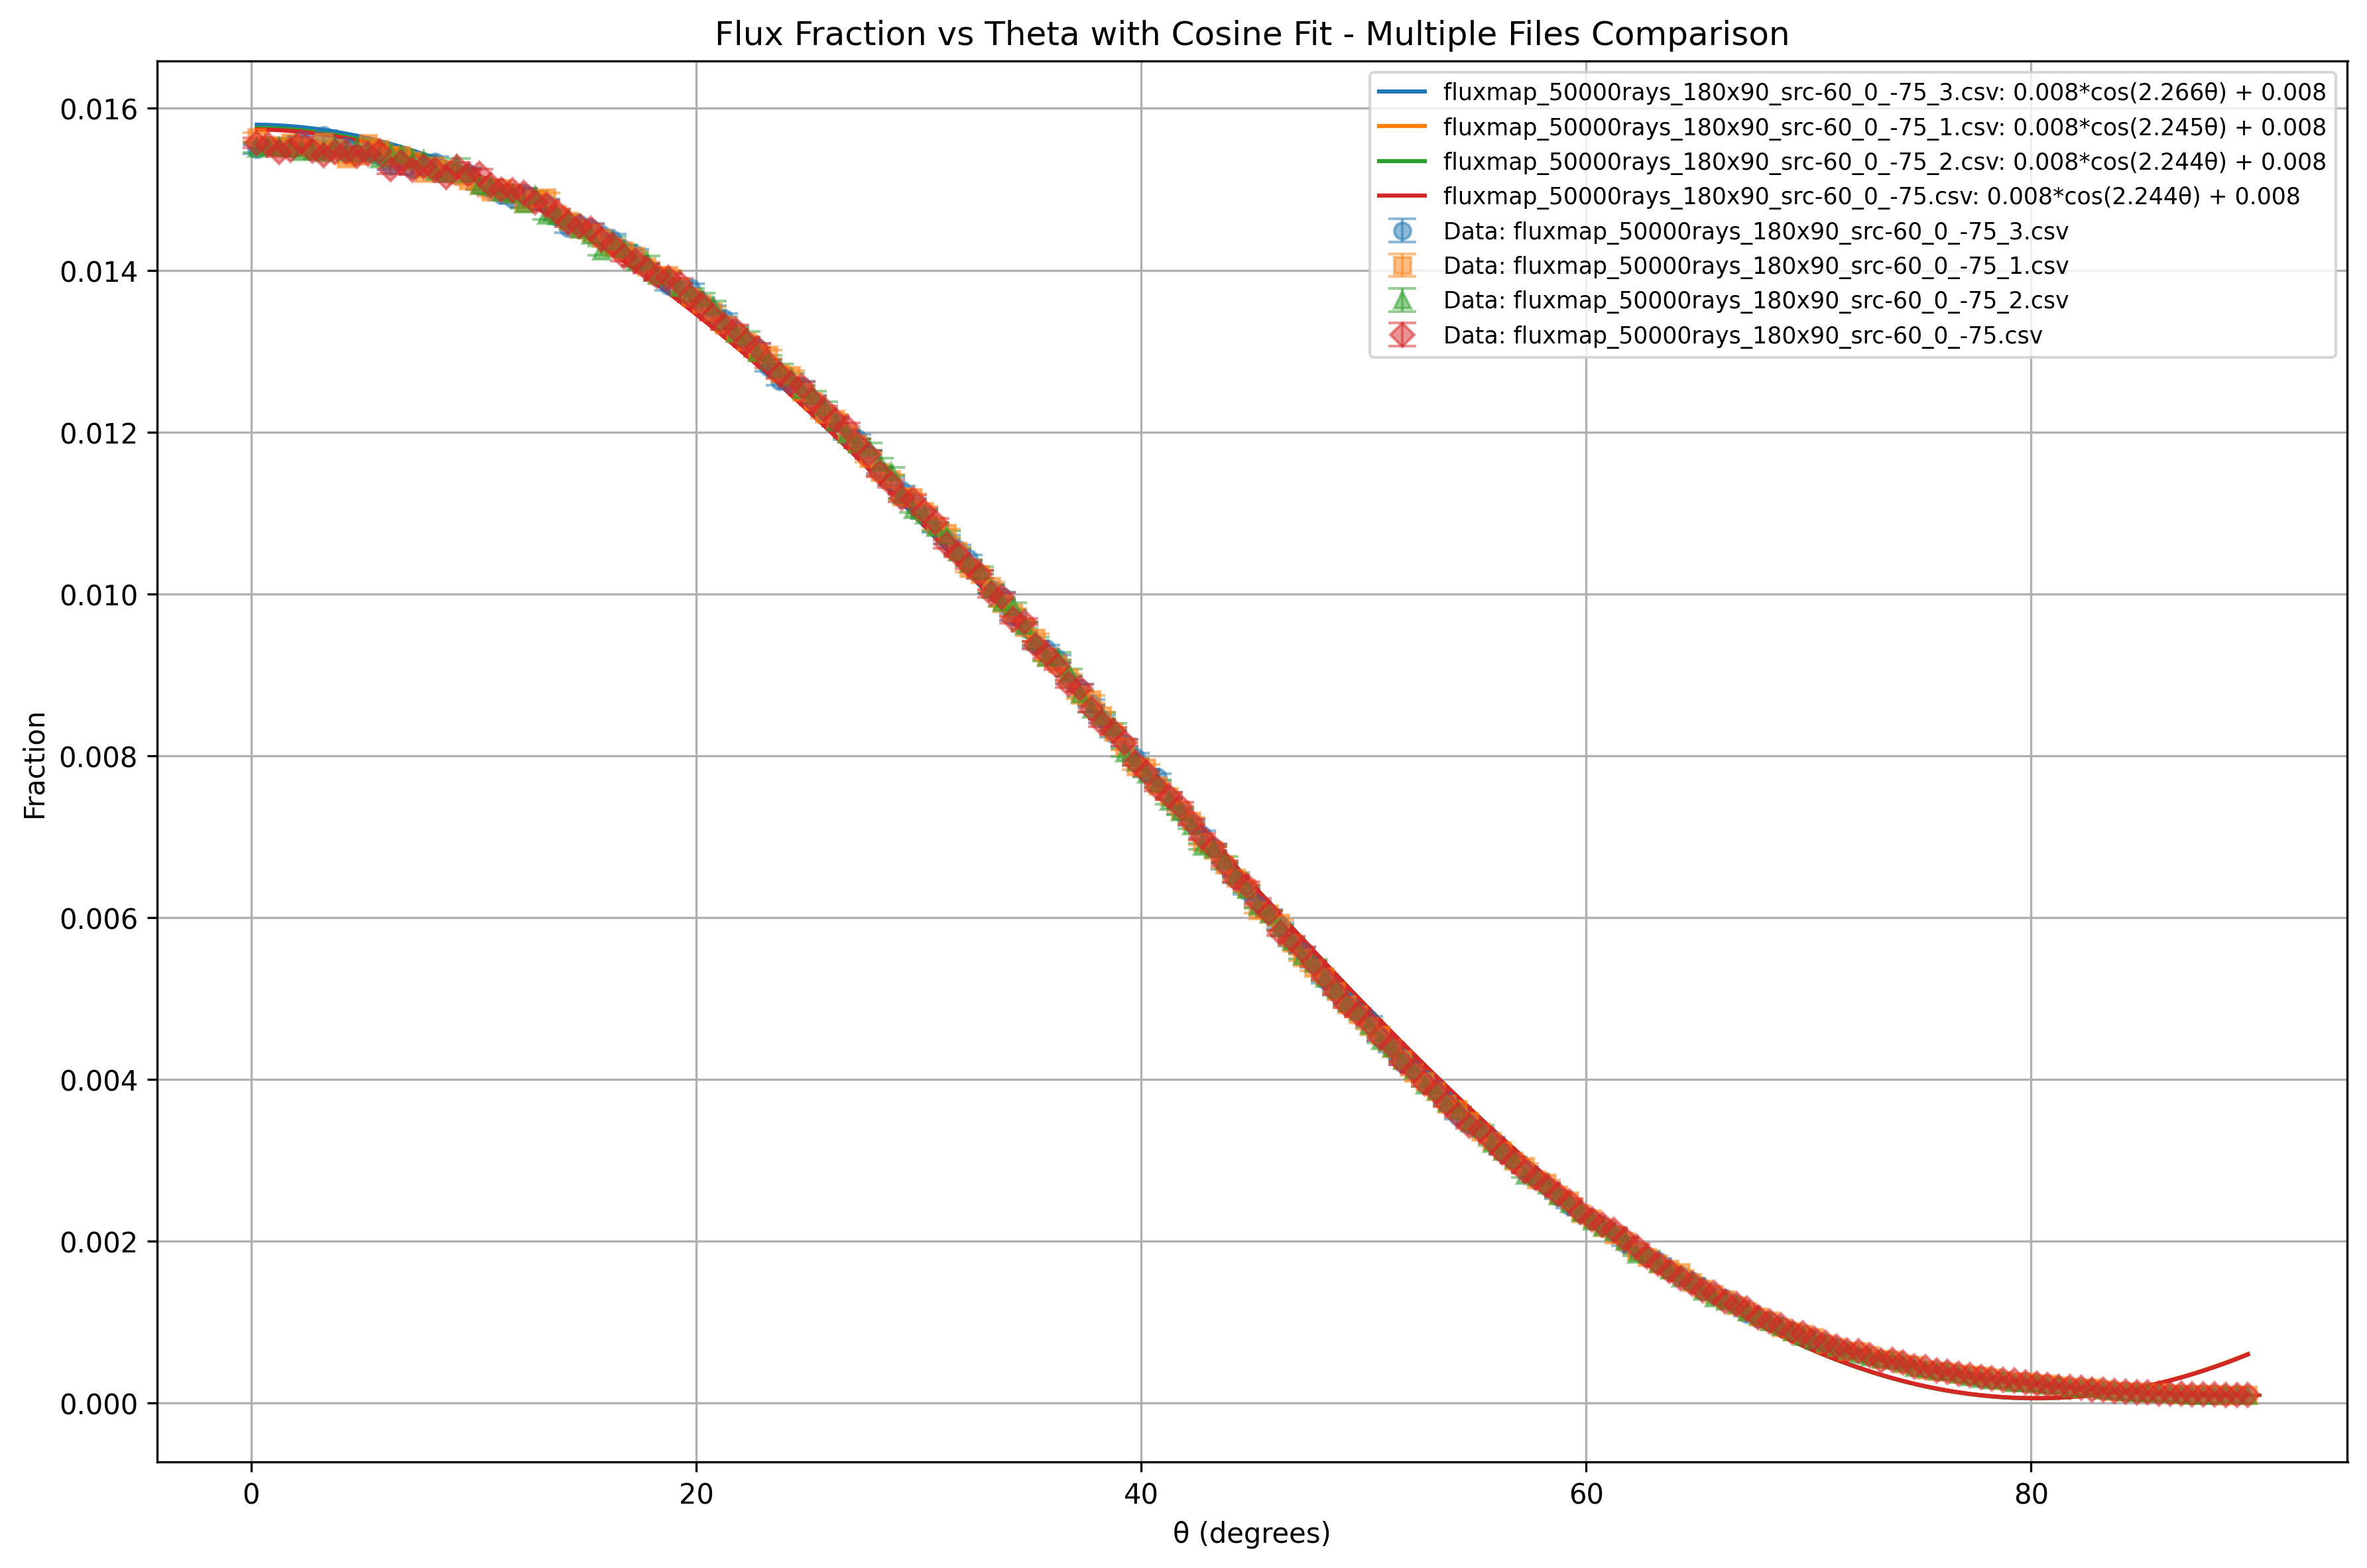 Flux Fraction vs Theta with Cosine Fit - Multiple Files Comparison
fluxmap_50000rays_180x90_src-60_0_-75_3.csv: 0.008*cos(2.266θ) + 0.008
fluxmap_50000rays_180x90_src-60_0_-75_1.csv: 0.008*cos(2.245θ) + 0.008
fluxmap_50000rays_180x90_src-60_0_-75_2.csv: 0.008*cos(2.244θ) + 0.008
fluxmap_50000rays_180x90_src-60_0_-75.csv: 0.008*cos(2.244θ) + 0.008
Data: fluxmap_50000rays_180x90_src-60_0_-75_3.csv
Data: fluxmap_50000rays_180x90_src-60_0_-75_1.csv
Data: fluxmap_50000rays_180x90_src-60_0_-75_2.csv
Data: fluxmap_50000rays_180x90_src-60_0_-75.csv
Fraction
0.016
0.014
0.012
0.010
0.008
0.006
0.004
0.002
0.000
0
20
40
60
80
θ (degrees)